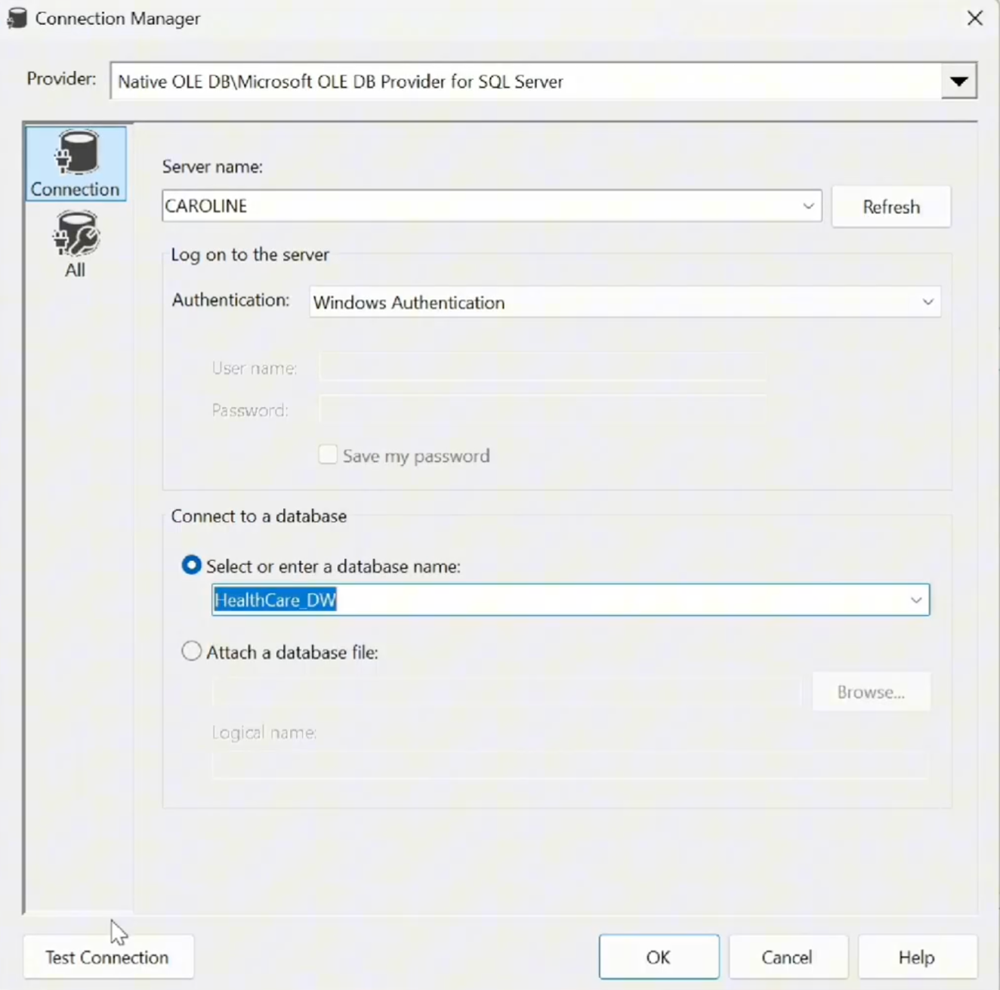 Connection Manager
Provider: Native OLE DB\Microsoft OLE DB Provider for SQL Server
Connection
All
Server name:
CAROLINE
Refresh
Log on to the server
Authentication: Windows Authentication
User name:
Password:
Save my password
Connect to a database
Select or enter a database name:
HealthCare_DW
Attach a database file:
Browse...
Logical name:
Test Connection OK Cancel Help